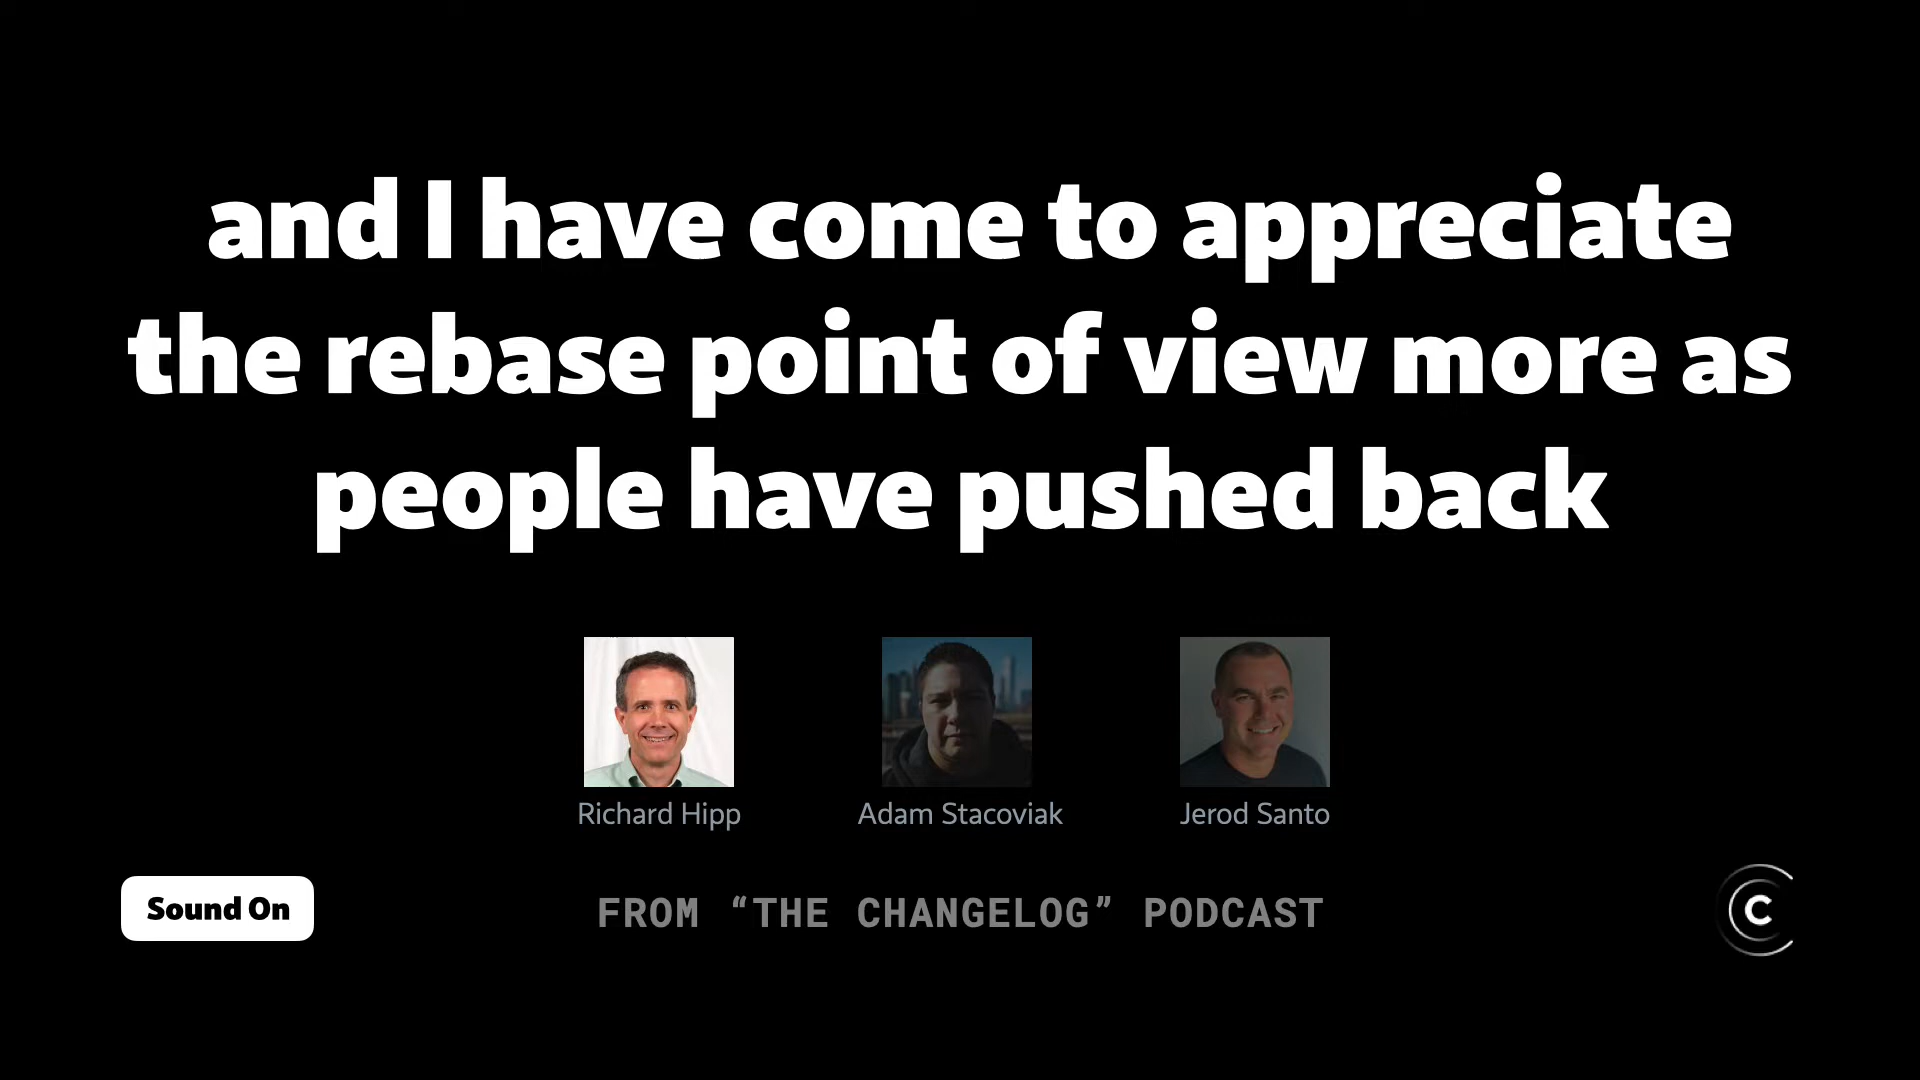 and I have come to appreciate
the rebase point of view more as
people have pushed back
Richard Hipp
Adam Stacoviak
Jerod Santo
Sound On
FROM “THE CHANGELOG” PODCAST
C